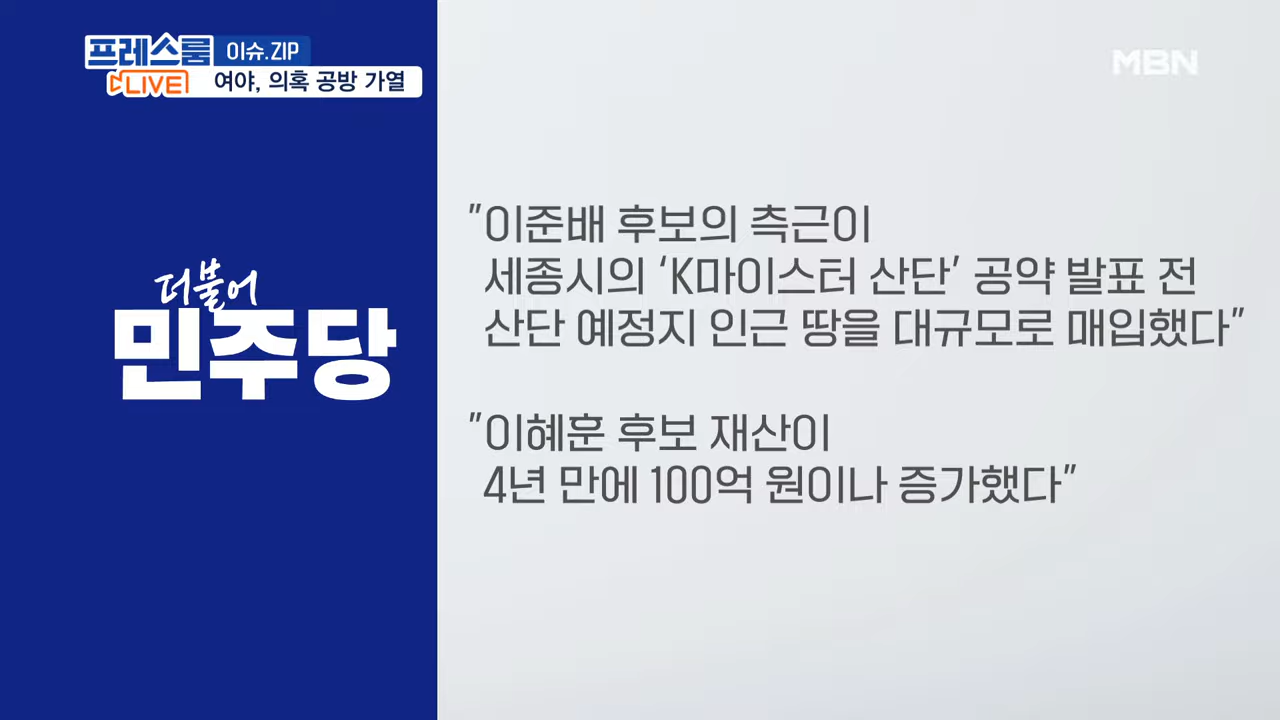 프레스룸 이슈.ZIP
LIVE!
여야, 의혹 공방 가열
MBN
더불어
민주당
"이준배 후보의 측근이
세종시의 ‘K마이스터 산단’ 공약 발표 전
산단 예정지 인근 땅을 대규모로 매입했다"
"이혜훈 후보 재산이
4년 만에 100억 원이나 증가했다"